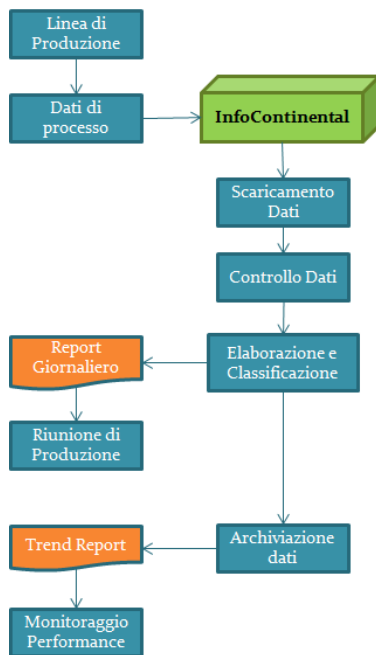 Linea di
Produzione
Dati di
processo
InfoContinental
Scaricamento
Dati
Controllo Dati
Elaborazione e
Classificazione
Report
Giornaliero
Riunione di
Produzione
Archiviazione
dati
Trend Report
Monitoraggio
Performance